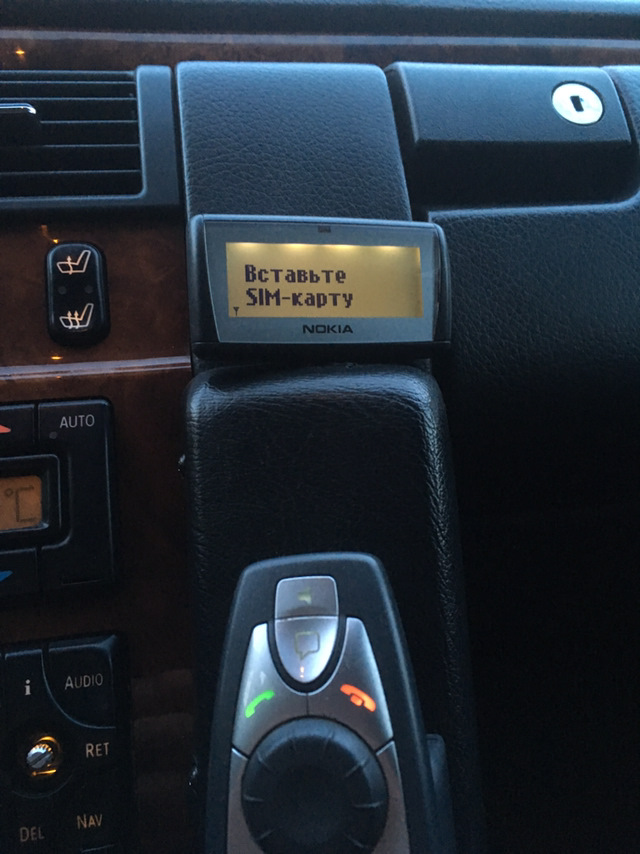 Вставьте
SIM-карту
NOKIA
AUTO
°C
i
AUDIO
RET
NAV
DEL